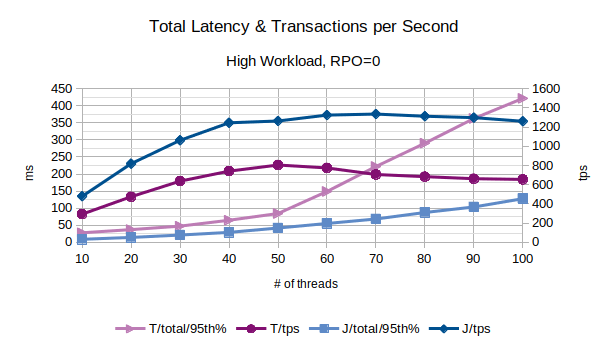 Total Latency & Transactions per Second
High Workload, RPO=0
ms
450
400
350
300
250
200
150
100
50
0
tps
1600
1400
1200
1000
800
600
400
200
0
10 20 30 40 50 60 70 80 90 100
# of threads
T/total/95th% T/tps J/total/95th% J/tps